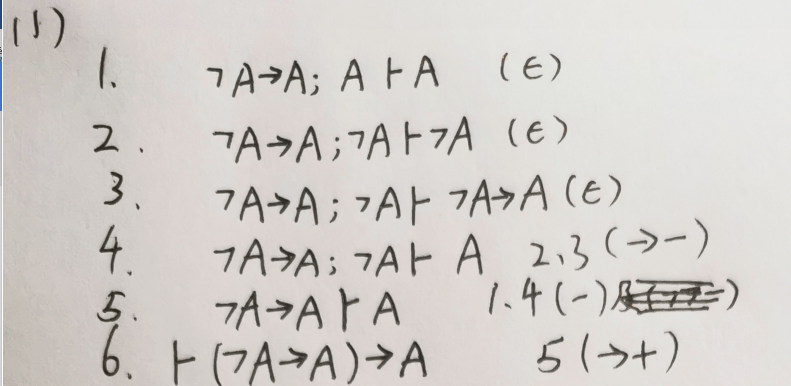 (1)
1. ¬A→A; A ⊢ A (∈)
2. ¬A→A; ¬A ⊢ ¬A (∈)
3. ¬A→A; ¬A ⊢ ¬A→A (∈)
4. ¬A→A; ¬A ⊢ A 2、3 (→-)
5. ¬A→A ⊢ A 1.4 (-)
6. ⊢ (¬A→A)→A 5 (→+)